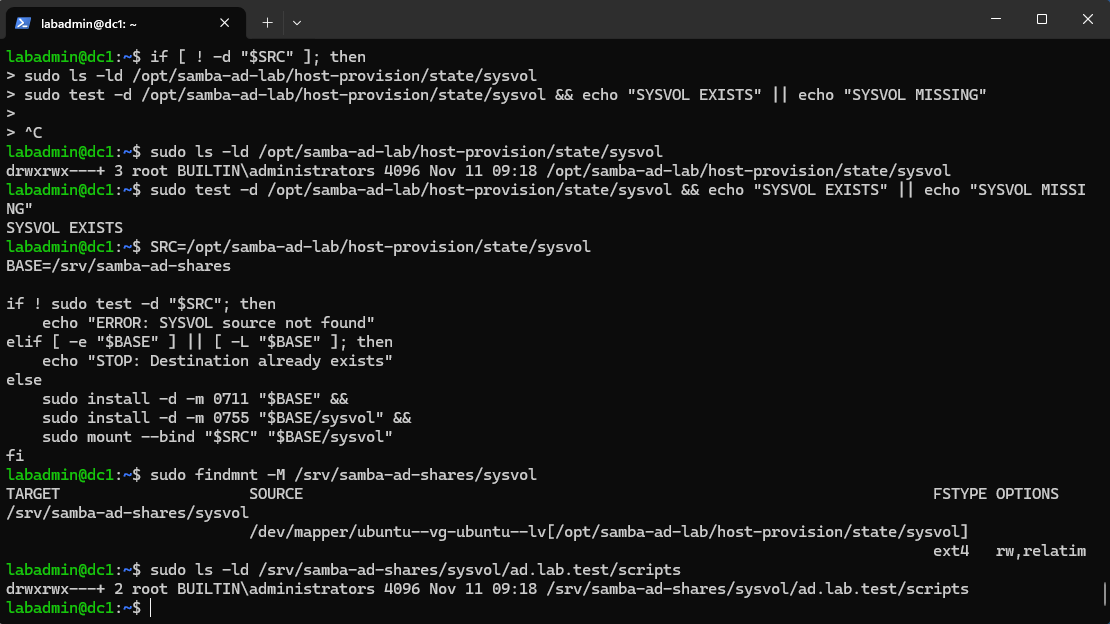 labadmin@dc1: ~
labadmin@dc1:~$ if [ ! -d "$SRC" ]; then
> sudo ls -ld /opt/samba-ad-lab/host-provision/state/sysvol
> sudo test -d /opt/samba-ad-lab/host-provision/state/sysvol && echo "SYSVOL EXISTS" || echo "SYSVOL MISSING"
>
> ^C
labadmin@dc1:~$ sudo ls -ld /opt/samba-ad-lab/host-provision/state/sysvol
drwxrwx---+ 3 root BUILTIN\administrators 4096 Nov 11 09:18 /opt/samba-ad-lab/host-provision/state/sysvol
labadmin@dc1:~$ sudo test -d /opt/samba-ad-lab/host-provision/state/sysvol && echo "SYSVOL EXISTS" || echo "SYSVOL MISSI
NG"
SYSVOL EXISTS
labadmin@dc1:~$ SRC=/opt/samba-ad-lab/host-provision/state/sysvol
BASE=/srv/samba-ad-shares

if ! sudo test -d "$SRC"; then
    echo "ERROR: SYSVOL source not found"
elif [ -e "$BASE" ] || [ -L "$BASE" ]; then
    echo "STOP: Destination already exists"
else
    sudo install -d -m 0711 "$BASE" &&
    sudo install -d -m 0755 "$BASE/sysvol" &&
    sudo mount --bind "$SRC" "$BASE/sysvol"
fi
labadmin@dc1:~$ sudo findmnt -M /srv/samba-ad-shares/sysvol
TARGET                     SOURCE                                                                      FSTYPE OPTIONS
/srv/samba-ad-shares/sysvol
                           /dev/mapper/ubuntu--vg-ubuntu--lv[/opt/samba-ad-lab/host-provision/state/sysvol]
                                                                                                       ext4   rw,relatim
labadmin@dc1:~$ sudo ls -ld /srv/samba-ad-shares/sysvol/ad.lab.test/scripts
drwxrwx---+ 2 root BUILTIN\administrators 4096 Nov 11 09:18 /srv/samba-ad-shares/sysvol/ad.lab.test/scripts
labadmin@dc1:~$